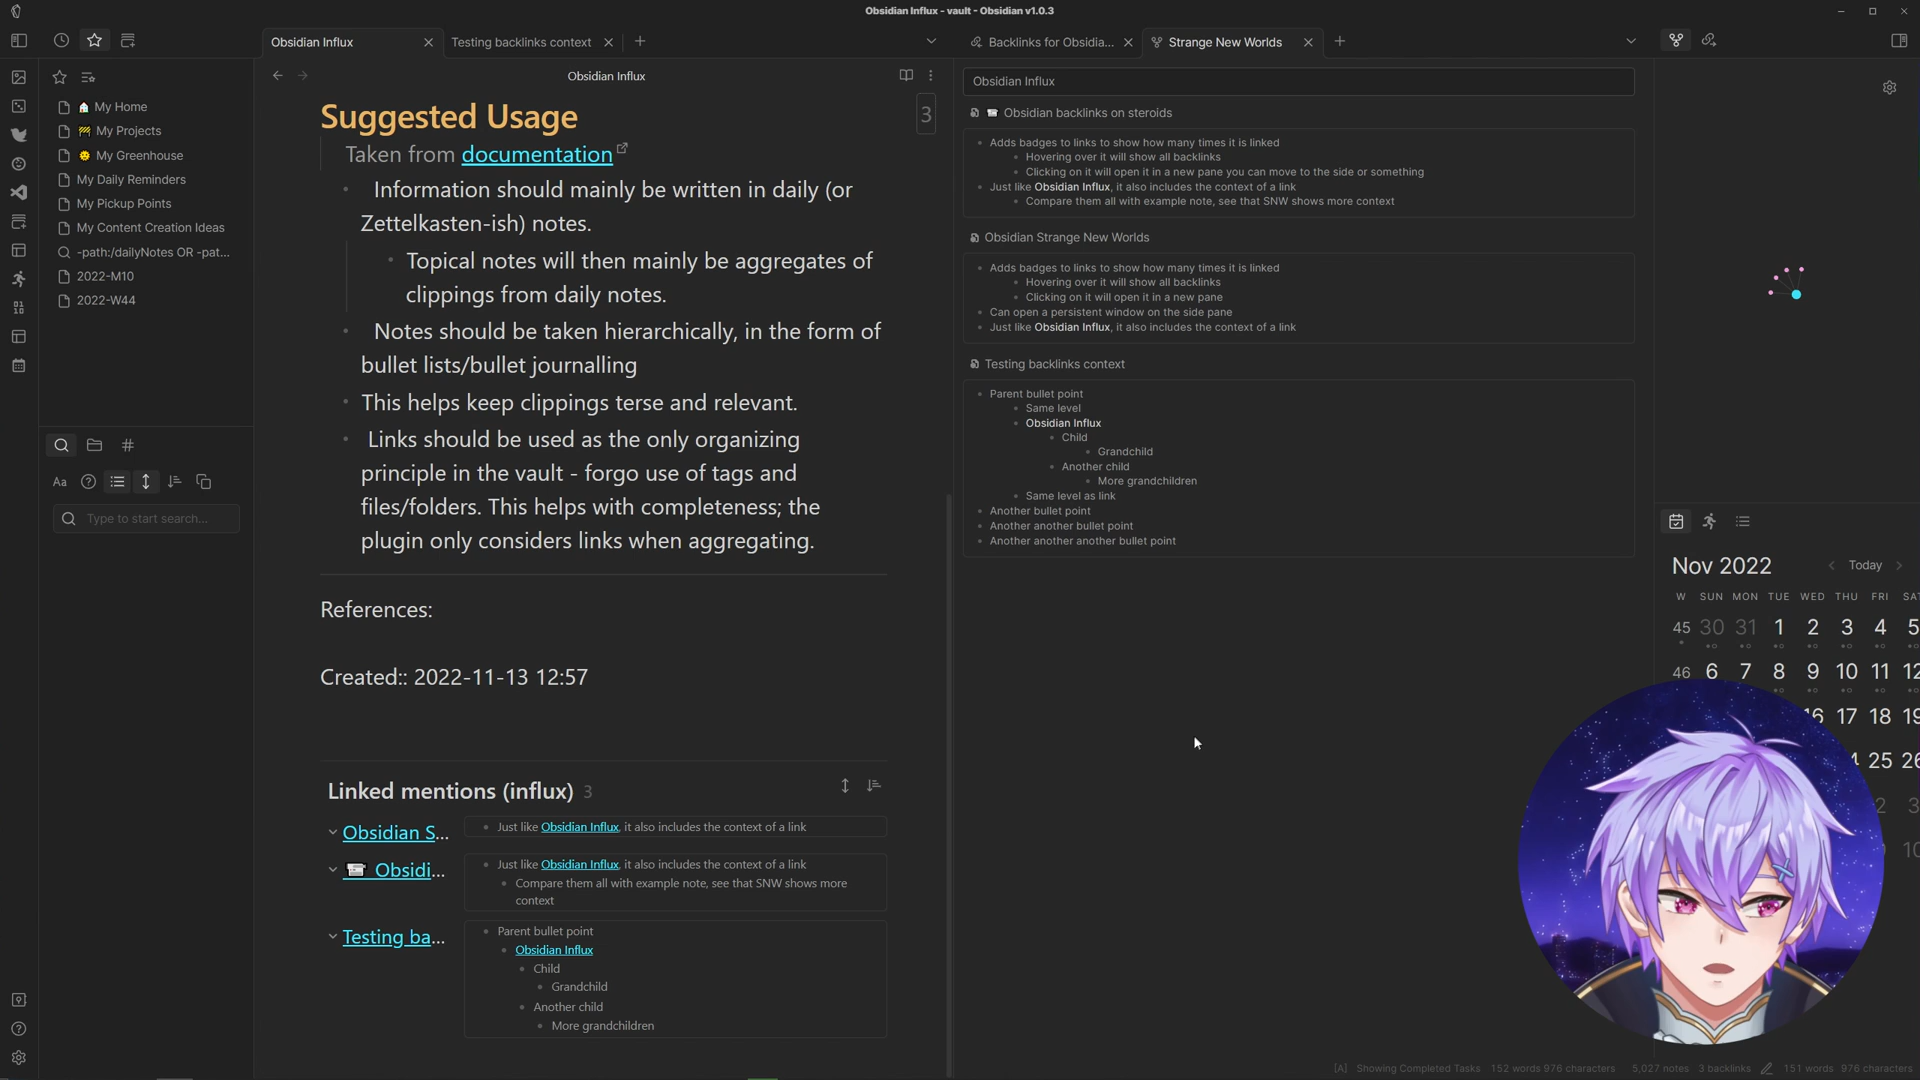 Obsidian Influx - vault - Obsidian v1.0.3
Obsidian Influx
Testing backlinks context
Backlinks for Obsidia...
Strange New Worlds
My Home
My Projects
My Greenhouse
My Daily Reminders
My Pickup Points
My Content Creation Ideas
-path:/dailyNotes OR -pat...
2022-M10
2022-W44
Aa
Type to start search...
Obsidian Influx
Suggested Usage
3
Taken from documentation
Information should mainly be written in daily (or
Zettelkasten-ish) notes.
Topical notes will then mainly be aggregates of
clippings from daily notes.
Notes should be taken hierarchically, in the form of
bullet lists/bullet journalling
This helps keep clippings terse and relevant.
Links should be used as the only organizing
principle in the vault - forgo use of tags and
files/folders. This helps with completeness; the
plugin only considers links when aggregating.
References:
Created:: 2022-11-13 12:57
Linked mentions (influx) 3
Obsidian S...
Just like Obsidian Influx, it also includes the context of a link
Obsidi...
Just like Obsidian Influx, it also includes the context of a link
Compare them all with example note, see that SNW shows more
context
Testing ba...
Parent bullet point
Obsidian Influx
Child
Grandchild
Another child
More grandchildren
Obsidian Influx
Obsidian backlinks on steroids
Adds badges to links to show how many times it is linked
Hovering over it will show all backlinks
Clicking on it will open it in a new pane you can move to the side or something
Just like Obsidian Influx, it also includes the context of a link
Compare them all with example note, see that SNW shows more context
Obsidian Strange New Worlds
Adds badges to links to show how many times it is linked
Hovering over it will show all backlinks
Clicking on it will open it in a new pane
Can open a persistent window on the side pane
Just like Obsidian Influx, it also includes the context of a link
Testing backlinks context
Parent bullet point
Same level
Obsidian Influx
Child
Grandchild
Another child
More grandchildren
Same level as link
Another bullet point
Another another bullet point
Another another another bullet point
Nov 2022
Today
W SUN MON TUE WED THU FRI SAT
45 30 31 1 2 3 4 5
46 6 7 8 9 10 11 12
16 17 18 19
25 26
2 3
10
[A] Showing Completed Tasks 152 words 976 characters 5,027 notes 3 backlinks 151 words 976 characters